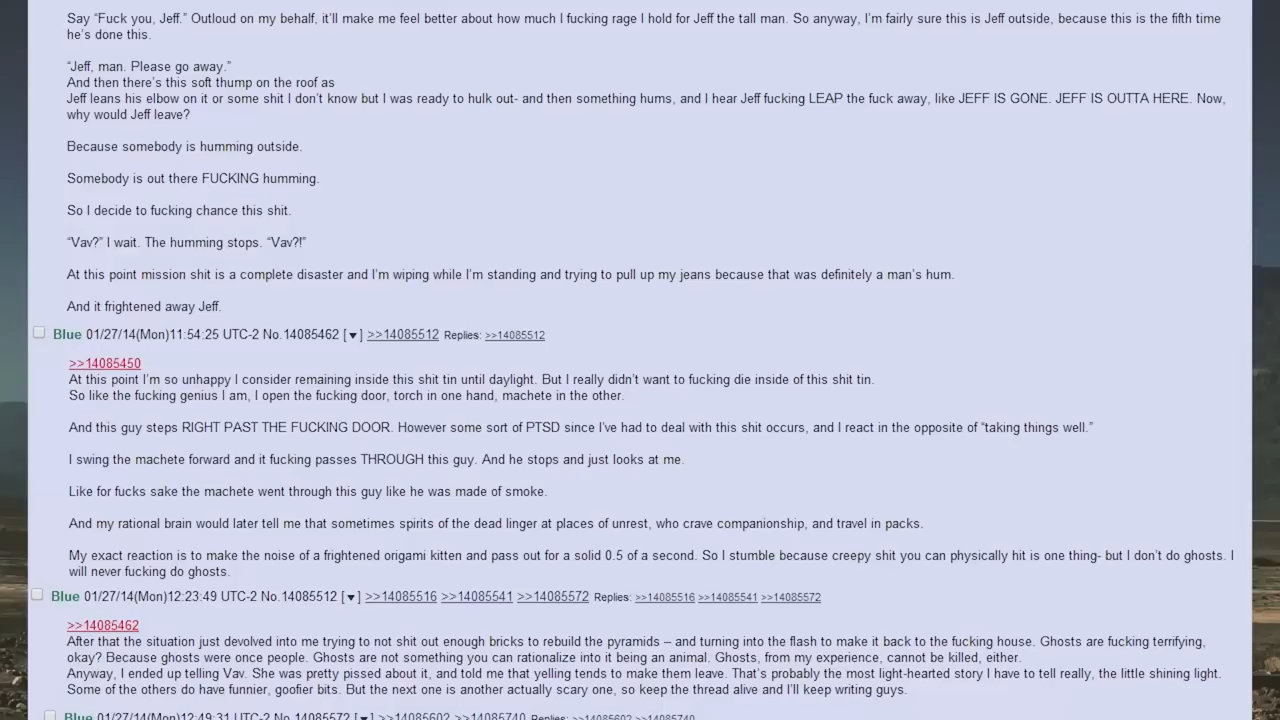 Say “Fuck you, Jeff.” Outloud on my behalf, it’ll make me feel better about how much I fucking rage I hold for Jeff the tall man. So anyway, I’m fairly sure this is Jeff outside, because this is the fifth time
he’s done this.
“Jeff, man. Please go away.”
And then there’s this soft thump on the roof as
Jeff leans his elbow on it or some shit I don’t know but I was ready to hulk out- and then something hums, and I hear Jeff fucking LEAP the fuck away, like JEFF IS GONE. JEFF IS OUTTA HERE. Now,
why would Jeff leave?
Because somebody is humming outside.
Somebody is out there FUCKING humming.
So I decide to fucking chance this shit.
“Vav?” I wait. The humming stops. “Vav?!”
At this point mission shit is a complete disaster and I’m wiping while I’m standing and trying to pull up my jeans because that was definitely a man’s hum.
And it frightened away Jeff.
Blue 01/27/14(Mon)11:54:25 UTC-2 No.14085462 [▼] >>14085512 Replies: >>14085512
>>14085450
At this point I’m so unhappy I consider remaining inside this shit tin until daylight. But I really didn’t want to fucking die inside of this shit tin.
So like the fucking genius I am, I open the fucking door, torch in one hand, machete in the other.
And this guy steps RIGHT PAST THE FUCKING DOOR. However some sort of PTSD since I’ve had to deal with this shit occurs, and I react in the opposite of “taking things well.”
I swing the machete forward and it fucking passes THROUGH this guy. And he stops and just looks at me.
Like for fucks sake the machete went through this guy like he was made of smoke.
And my rational brain would later tell me that sometimes spirits of the dead linger at places of unrest, who crave companionship, and travel in packs.
My exact reaction is to make the noise of a frightened origami kitten and pass out for a solid 0.5 of a second. So I stumble because creepy shit you can physically hit is one thing- but I don’t do ghosts. I
will never fucking do ghosts.
Blue 01/27/14(Mon)12:23:49 UTC-2 No.14085512 [▼] >>14085516 >>14085541 >>14085572 Replies: >>14085516 >>14085541 >>14085572
>>14085462
After that the situation just devolved into me trying to not shit out enough bricks to rebuild the pyramids – and turning into the flash to make it back to the fucking house. Ghosts are fucking terrifying,
okay? Because ghosts were once people. Ghosts are not something you can rationalize into it being an animal. Ghosts, from my experience, cannot be killed, either.
Anyway, I ended up telling Vav. She was pretty pissed about it, and told me that yelling tends to make them leave. That’s probably the most light-hearted story I have to tell really, the little shining light.
Some of the others do have funnier, goofier bits. But the next one is another actually scary one, so keep the thread alive and I’ll keep writing guys.
Blue 01/27/14(Mon)12:49:31 UTC-2 No.14085572 [▼] >>14085602 >>14085740 Replies: >>14085602 >>14085740